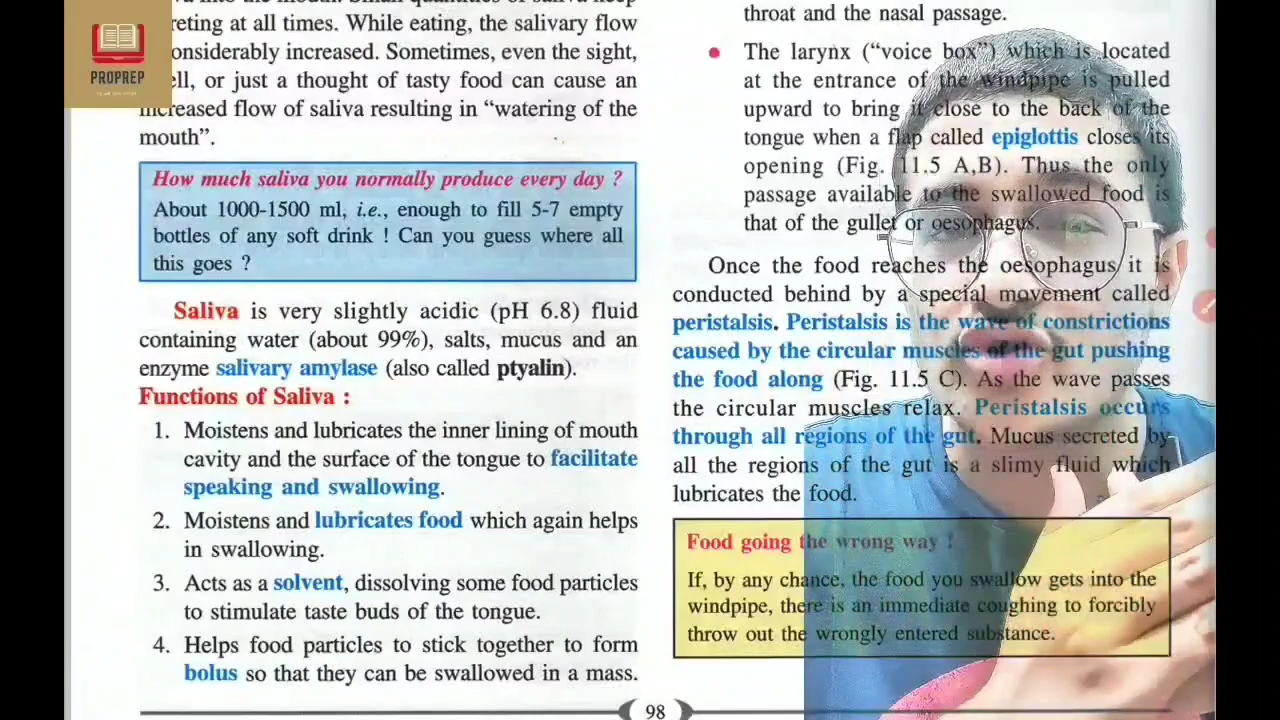 PROPREP
into the mouth. Small quantities of saliva keep
reting at all times. While eating, the salivary flow
onsiderably increased. Sometimes, even the sight,
ell, or just a thought of tasty food can cause an
increased flow of saliva resulting in “watering of the
mouth”.
How much saliva you normally produce every day ?
About 1000-1500 ml, i.e., enough to fill 5-7 empty
bottles of any soft drink ! Can you guess where all
this goes ?
Saliva is very slightly acidic (pH 6.8) fluid
containing water (about 99%), salts, mucus and an
enzyme salivary amylase (also called ptyalin).
Functions of Saliva :
1. Moistens and lubricates the inner lining of mouth
cavity and the surface of the tongue to facilitate
speaking and swallowing.
2. Moistens and lubricates food which again helps
in swallowing.
3. Acts as a solvent, dissolving some food particles
to stimulate taste buds of the tongue.
4. Helps food particles to stick together to form
bolus so that they can be swallowed in a mass.
throat and the nasal passage.
• The larynx (“voice box”) which is located
at the entrance of the windpipe is pulled
upward to bring it close to the back of the
tongue when a flap called epiglottis closes its
opening (Fig. 11.5 A,B). Thus the only
passage available to the swallowed food is
that of the gullet or oesophagus.
Once the food reaches the oesophagus it is
conducted behind by a special movement called
peristalsis. Peristalsis is the wave of constrictions
caused by the circular muscles of the gut pushing
the food along (Fig. 11.5 C). As the wave passes
the circular muscles relax. Peristalsis occurs
through all regions of the gut. Mucus secreted by
all the regions of the gut is a slimy fluid which
lubricates the food.
Food going the wrong way !
If, by any chance, the food you swallow gets into the
windpipe, there is an immediate coughing to forcibly
throw out the wrongly entered substance.
98